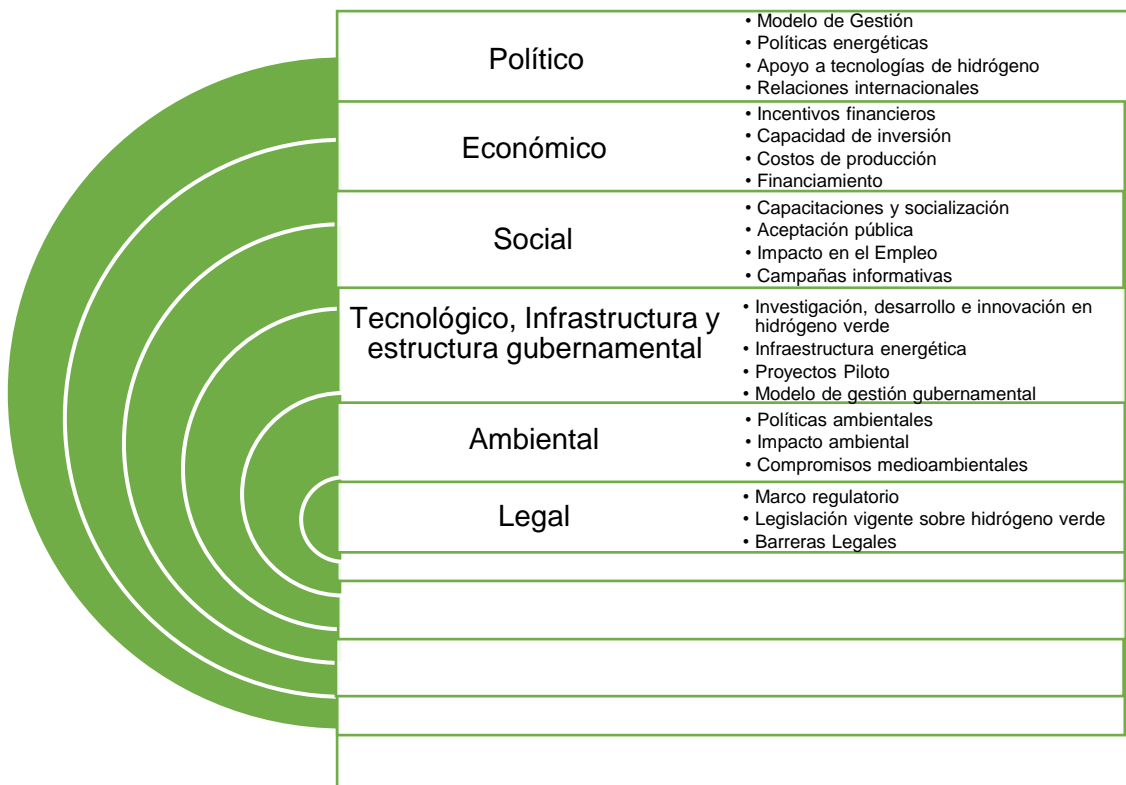 Político
• Modelo de Gestión
• Políticas energéticas
• Apoyo a tecnologías de hidrógeno
• Relaciones internacionales
Económico
• Incentivos financieros
• Capacidad de inversión
• Costos de producción
• Financiamiento
Social
• Capacitaciones y socialización
• Aceptación pública
• Impacto en el Empleo
• Campañas informativas
Tecnológico, Infrastructura y
estructura gubernamental
• Investigación, desarrollo e innovación en
hidrógeno verde
• Infraestructura energética
• Proyectos Piloto
• Modelo de gestión gubernamental
Ambiental
• Políticas ambientales
• Impacto ambiental
• Compromisos medioambientales
Legal
• Marco regulatorio
• Legislación vigente sobre hidrógeno verde
• Barreras Legales